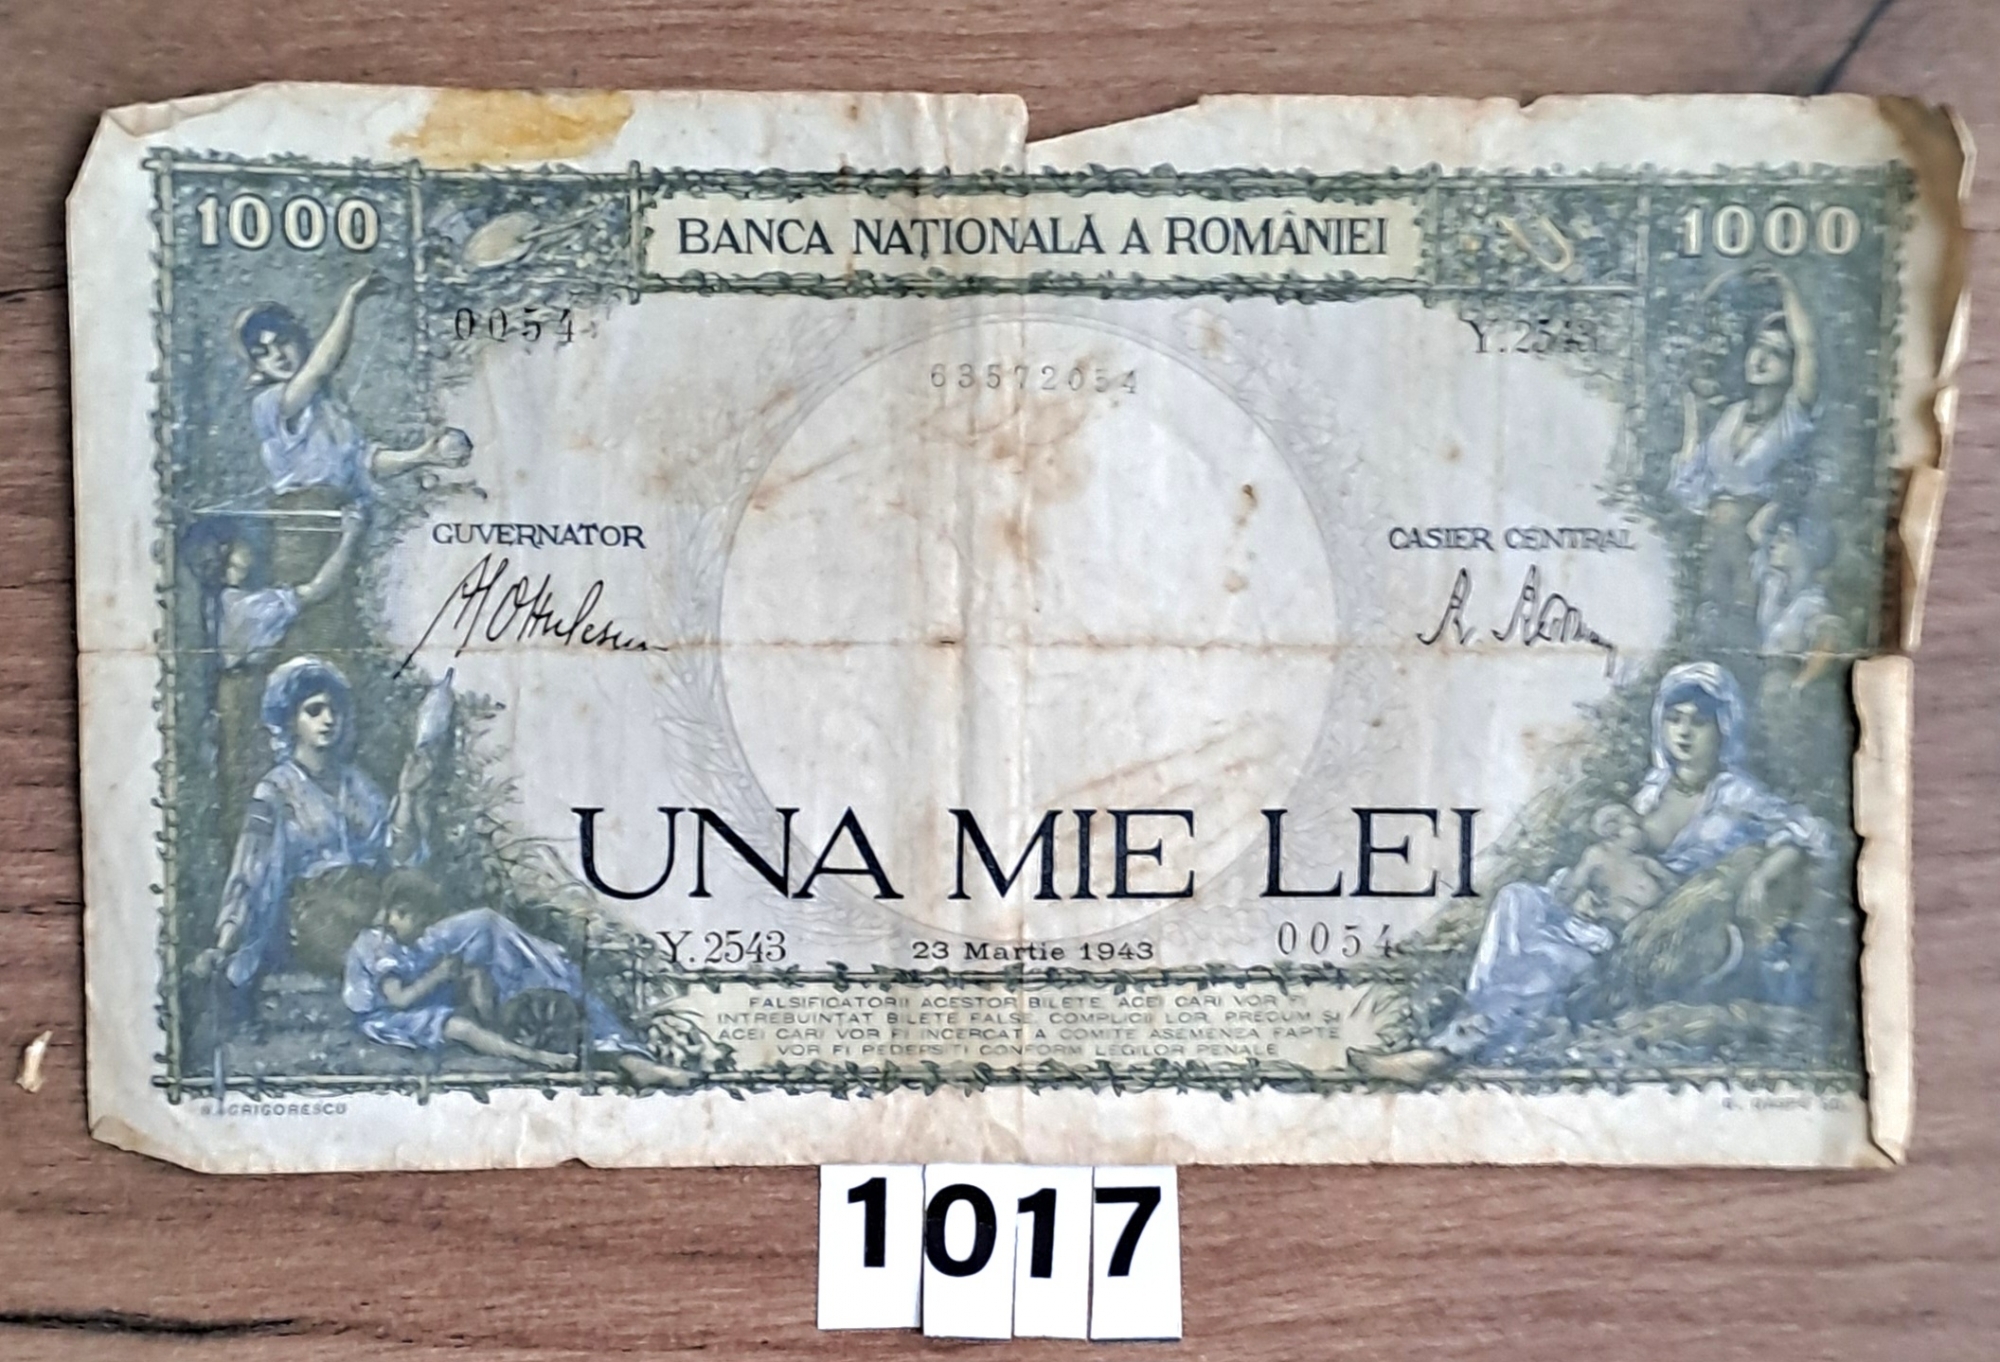 1000 BANCA NAȚIONALĂ A ROMÂNIEI 1000
0054 Y.2543
63572054
GUVERNATOR CASIER CENTRAL
UNA MIE LEI
Y.2543 23 Martie 1943 0054
FALSIFICATORII ACESTOR BILETE, ACEI CARI VOR FI
INTREBUINȚAT BILETE FALSE, COMPLICII LOR, PRECUM ȘI
ACEI CARI VOR FI INCERCAT A COMITE ASEMENEA FAPTE
VOR FI PEDEPSIȚI CONFORM LEGILOR PENALE
N. GRIGORESCU
1017